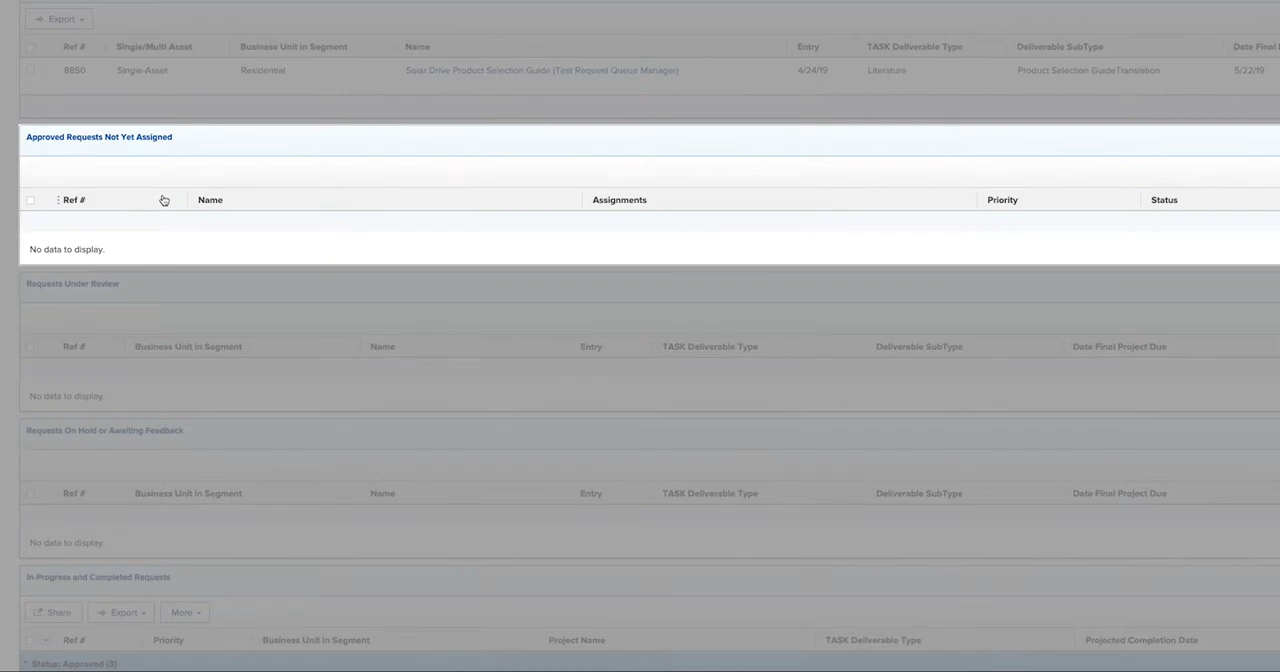 Export
Ref # Single/Multi Asset Business Unit in Segment Name Entry TASK Deliverable Type Deliverable SubType Date Final
8850 Single-Asset Residential Solar Drive Product Selection Guide (Test Request Queue Manager) 4/24/19 Literature Product Selection GuideTranslation 5/22/19
Approved Requests Not Yet Assigned
Ref # Name Assignments Priority Status
No data to display.
Requests Under Review
Ref # Business Unit in Segment Name Entry TASK Deliverable Type Deliverable SubType Date Final Project Due
No data to display.
Requests On Hold or Awaiting Feedback
Ref # Business Unit in Segment Name Entry TASK Deliverable Type Deliverable SubType Date Final Project Due
No data to display.
In-Progress and Completed Requests
Share Export More
Ref # Priority Business Unit in Segment Project Name TASK Deliverable Type Projected Completion Date
Status: Approved (3)